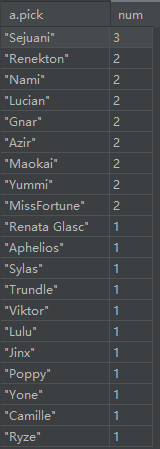 a.pick num
"Sejuani" 3
"Renekton" 2
"Nami" 2
"Lucian" 2
"Gnar" 2
"Azir" 2
"Maokai" 2
"Yummi" 2
"MissFortune" 2
"Renata Glasc" 1
"Aphelios" 1
"Sylas" 1
"Trundle" 1
"Viktor" 1
"Lulu" 1
"Jinx" 1
"Poppy" 1
"Yone" 1
"Camille" 1
"Ryze" 1